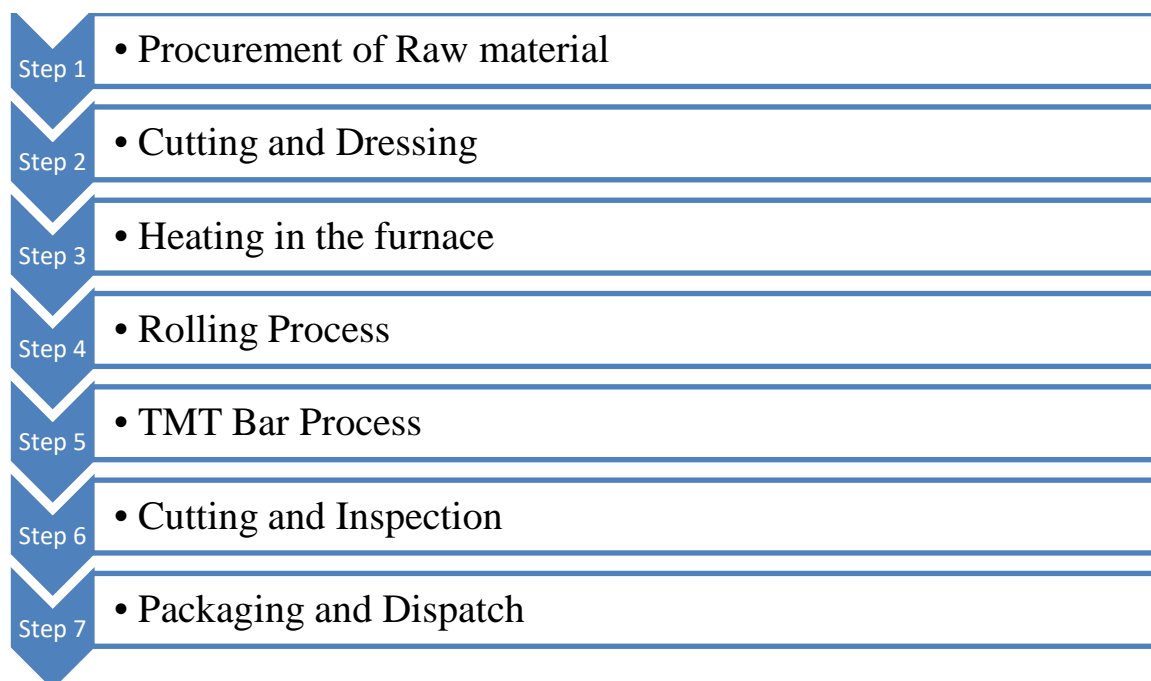 Step 1
• Procurement of Raw material
Step 2
• Cutting and Dressing
Step 3
• Heating in the furnace
Step 4
• Rolling Process
Step 5
• TMT Bar Process
Step 6
• Cutting and Inspection
Step 7
• Packaging and Dispatch